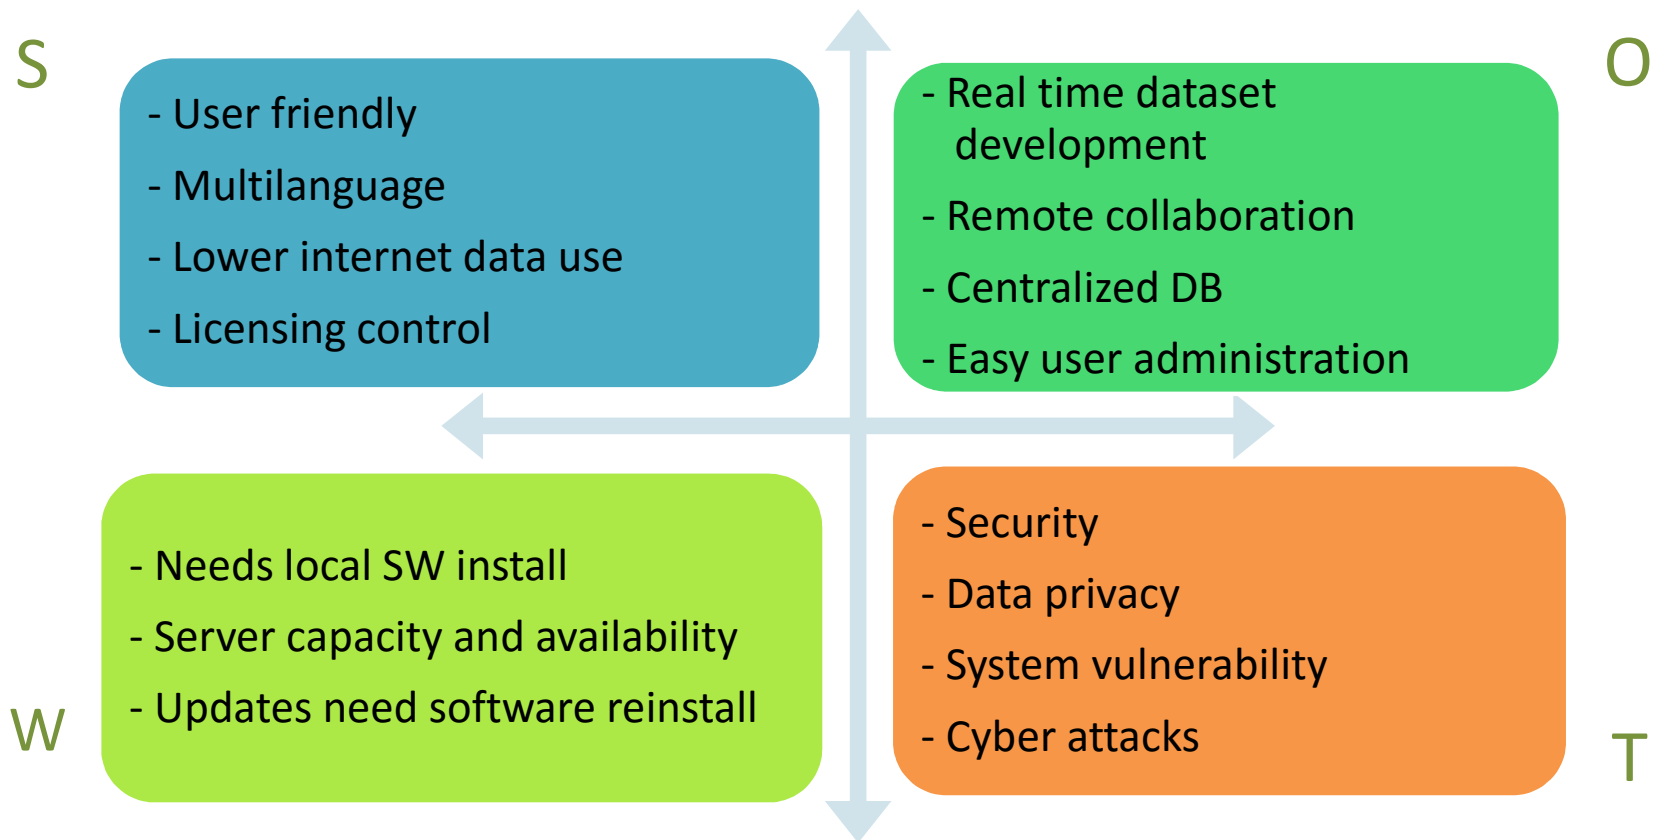 S
- User friendly
- Multilanguage
- Lower internet data use
- Licensing control
O
- Real time dataset
development
- Remote collaboration
- Centralized DB
- Easy user administration
W
- Needs local SW install
- Server capacity and availability
- Updates need software reinstall
T
- Security
- Data privacy
- System vulnerability
- Cyber attacks